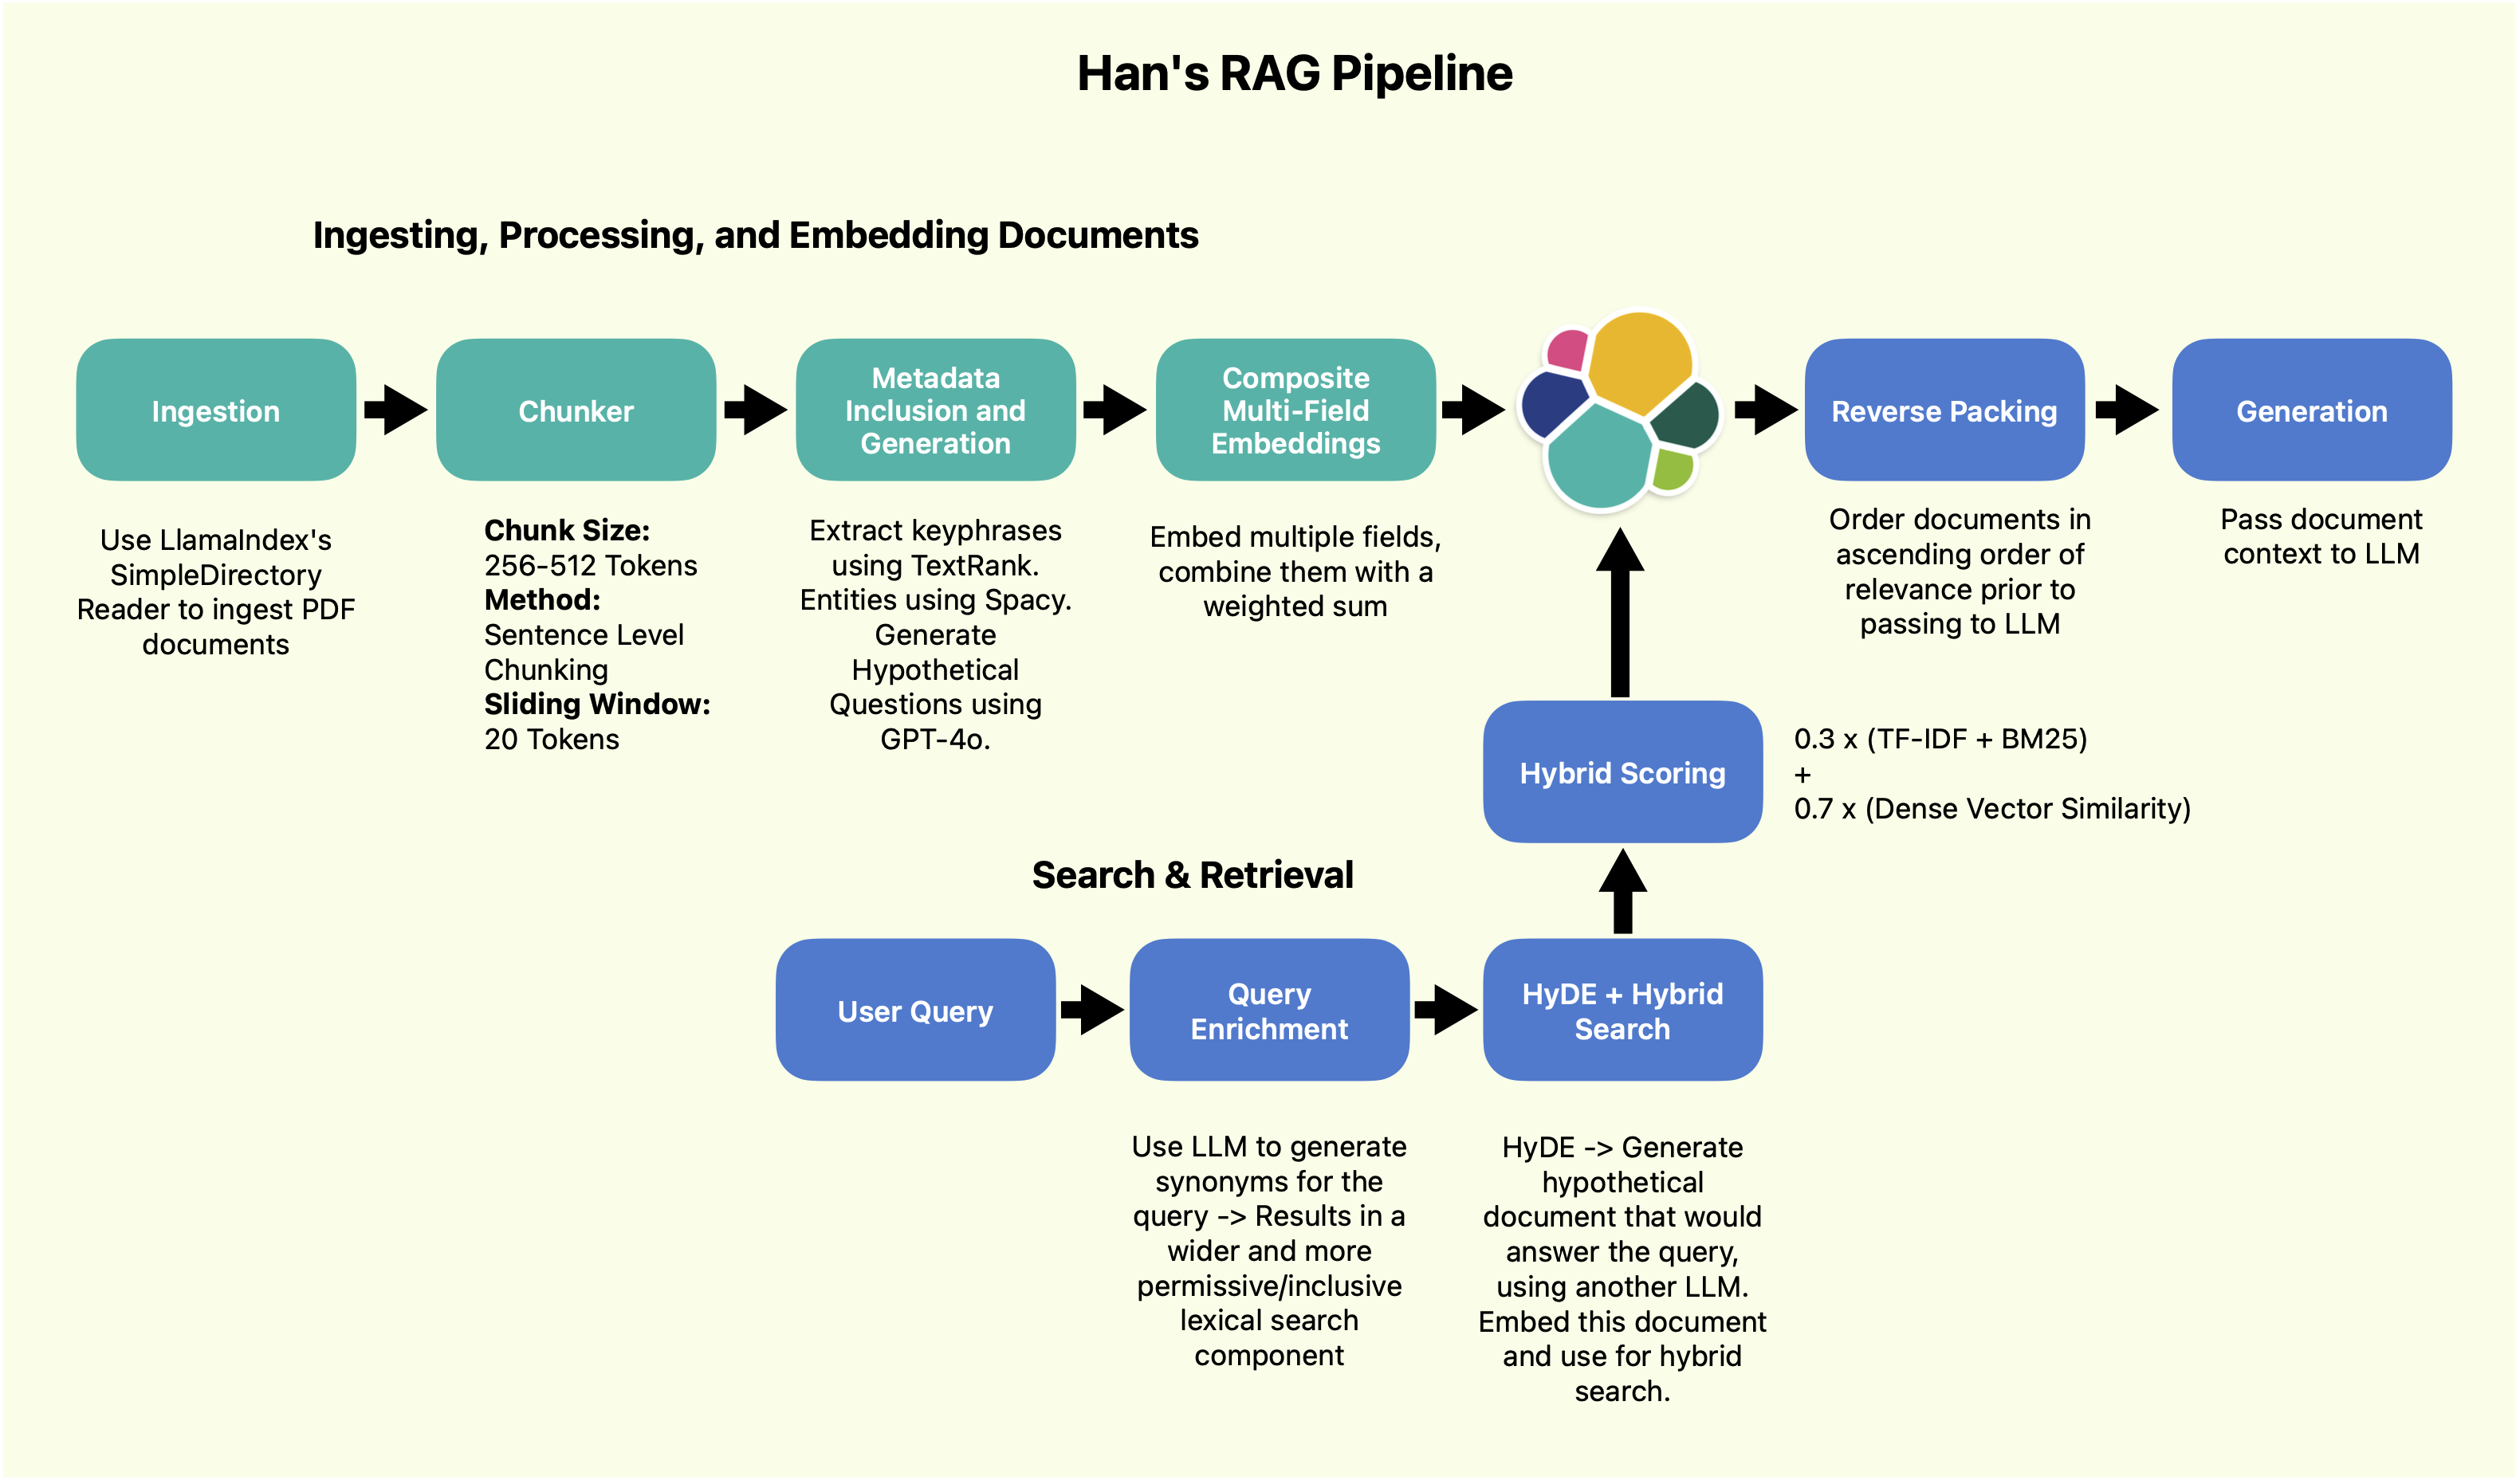 Han's RAG Pipeline
Ingesting, Processing, and Embedding Documents
Ingestion
Use LlamaIndex's
SimpleDirectory
Reader to ingest PDF
documents
Chunker
Chunk Size:
256-512 Tokens
Method:
Sentence Level
Chunking
Sliding Window:
20 Tokens
Metadata
Inclusion and
Generation
Extract keyphrases
using TextRank.
Entities using Spacy.
Generate
Hypothetical
Questions using
GPT-4o.
Composite
Multi-Field
Embeddings
Embed multiple fields,
combine them with a
weighted sum
Reverse Packing
Order documents in
ascending order of
relevance prior to
passing to LLM
Generation
Pass document
context to LLM
Hybrid Scoring
0.3 x (TF-IDF + BM25)
+
0.7 x (Dense Vector Similarity)
Search & Retrieval
User Query
Query
Enrichment
Use LLM to generate
synonyms for the
query -> Results in a
wider and more
permissive/inclusive
lexical search
component
HyDE + Hybrid
Search
HyDE -> Generate
hypothetical
document that would
answer the query,
using another LLM.
Embed this document
and use for hybrid
search.